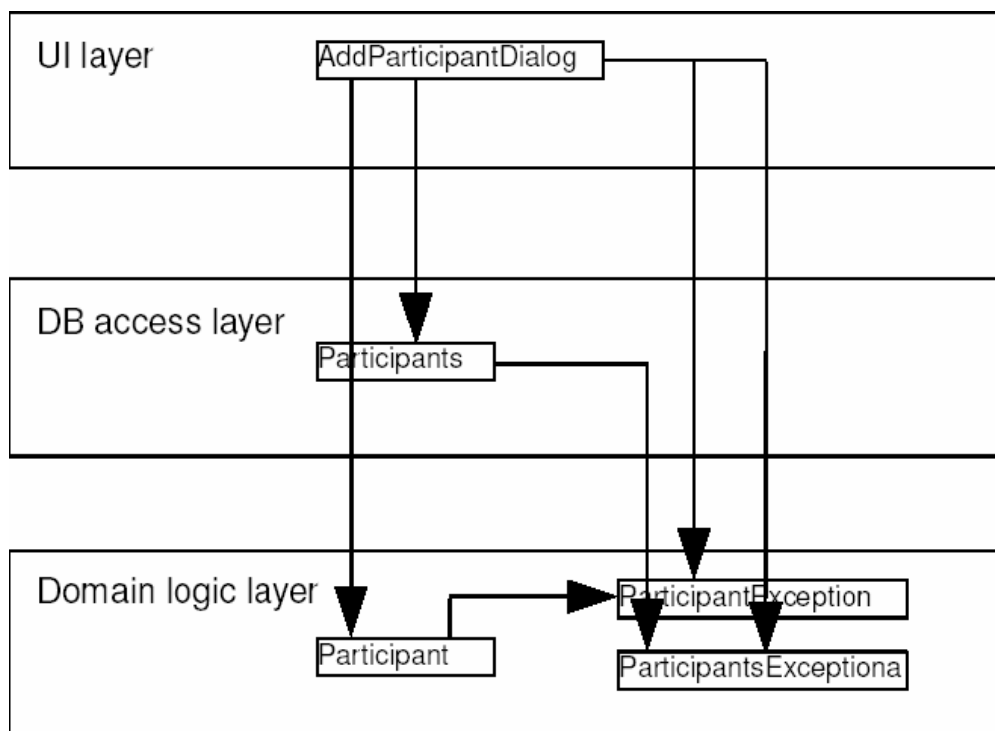 UI layer
AddParticipantDialog
DB access layer
Participants
Domain logic layer
ParticipantException
Participant
ParticipantsExceptiona